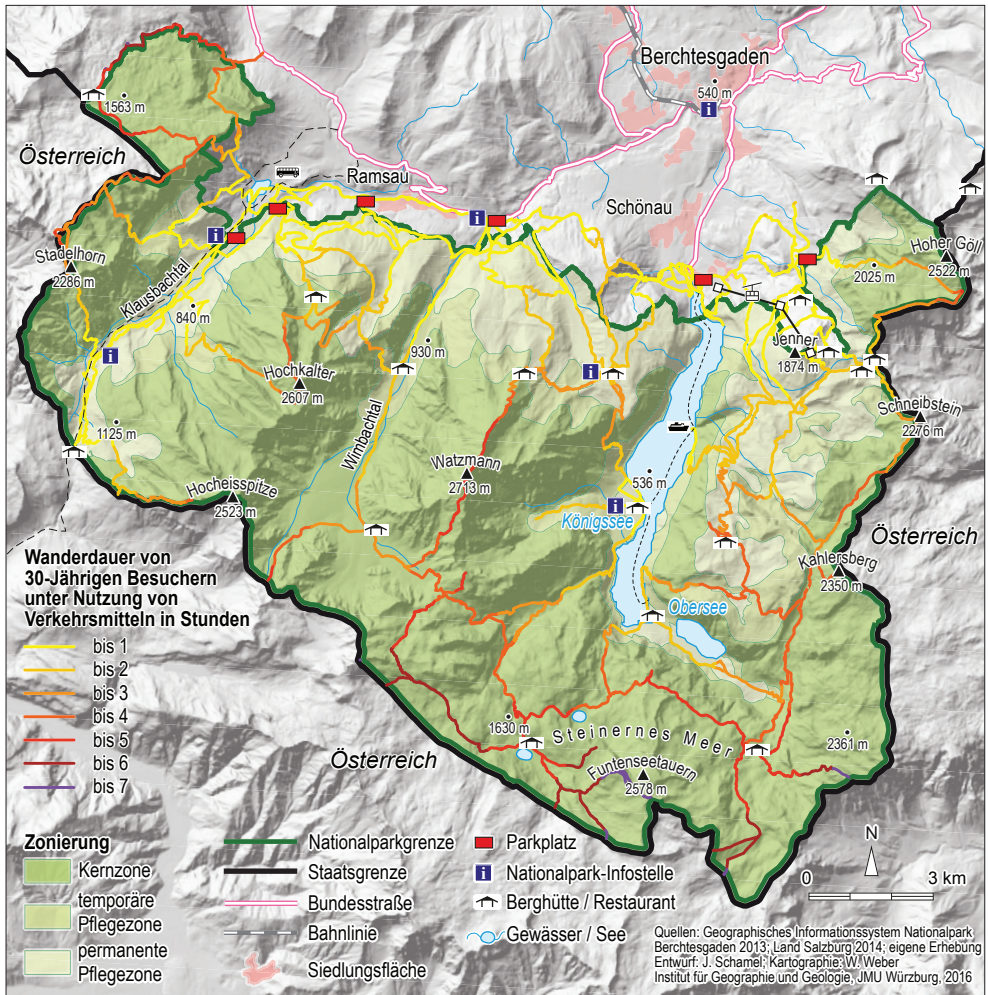 Berchtesgaden
540 m
1563 m
Österreich
Ramsau
Schönau
Stadelhorn
2286 m
Klausbachtal
840 m
Hoher Göll
2522 m
2025 m
930 m
Jenner
1874 m
Hochkalter
2607 m
Schneibstein
2276 m
1125 m
Wimbachtal
Watzmann
2713 m
536 m
Königssee
Hocheisspitze
2523 m
Österreich
Kahlersberg
2350 m
Obersee
Wanderdauer von
30-Jährigen Besuchern
unter Nutzung von
Verkehrsmitteln in Stunden
bis 1
bis 2
bis 3
bis 4
bis 5
bis 6
bis 7
1630 m
Steinernes Meer
2361 m
Österreich
Funtenseetauern
2578 m
Zonierung
Kernzone
temporäre
Pflegezone
permanente
Pflegezone
Nationalparkgrenze
Staatsgrenze
Bundesstraße
Bahnlinie
Siedlungsfläche
Parkplatz
i Nationalpark-Infostelle
Berghütte / Restaurant
Gewässer / See
N
0 3 km
Quellen: Geographisches Informationssystem Nationalpark
Berchtesgaden 2013; Land Salzburg 2014; eigene Erhebung
Entwurf: J. Schamel; Kartographie: W. Weber
Institut für Geographie und Geologie, JMU Würzburg, 2016